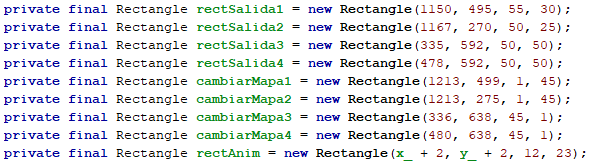 private final Rectangle rectSalida1 = new Rectangle(1150, 495, 55, 30);
private final Rectangle rectSalida2 = new Rectangle(1167, 270, 50, 25);
private final Rectangle rectSalida3 = new Rectangle(335, 592, 50, 50);
private final Rectangle rectSalida4 = new Rectangle(478, 592, 50, 50);
private final Rectangle cambiarMapa1 = new Rectangle(1213, 499, 1, 45);
private final Rectangle cambiarMapa2 = new Rectangle(1213, 275, 1, 45);
private final Rectangle cambiarMapa3 = new Rectangle(336, 638, 45, 1);
private final Rectangle cambiarMapa4 = new Rectangle(480, 638, 45, 1);
private final Rectangle rectAnim = new Rectangle(x_ + 2, y_ + 2, 12, 23);